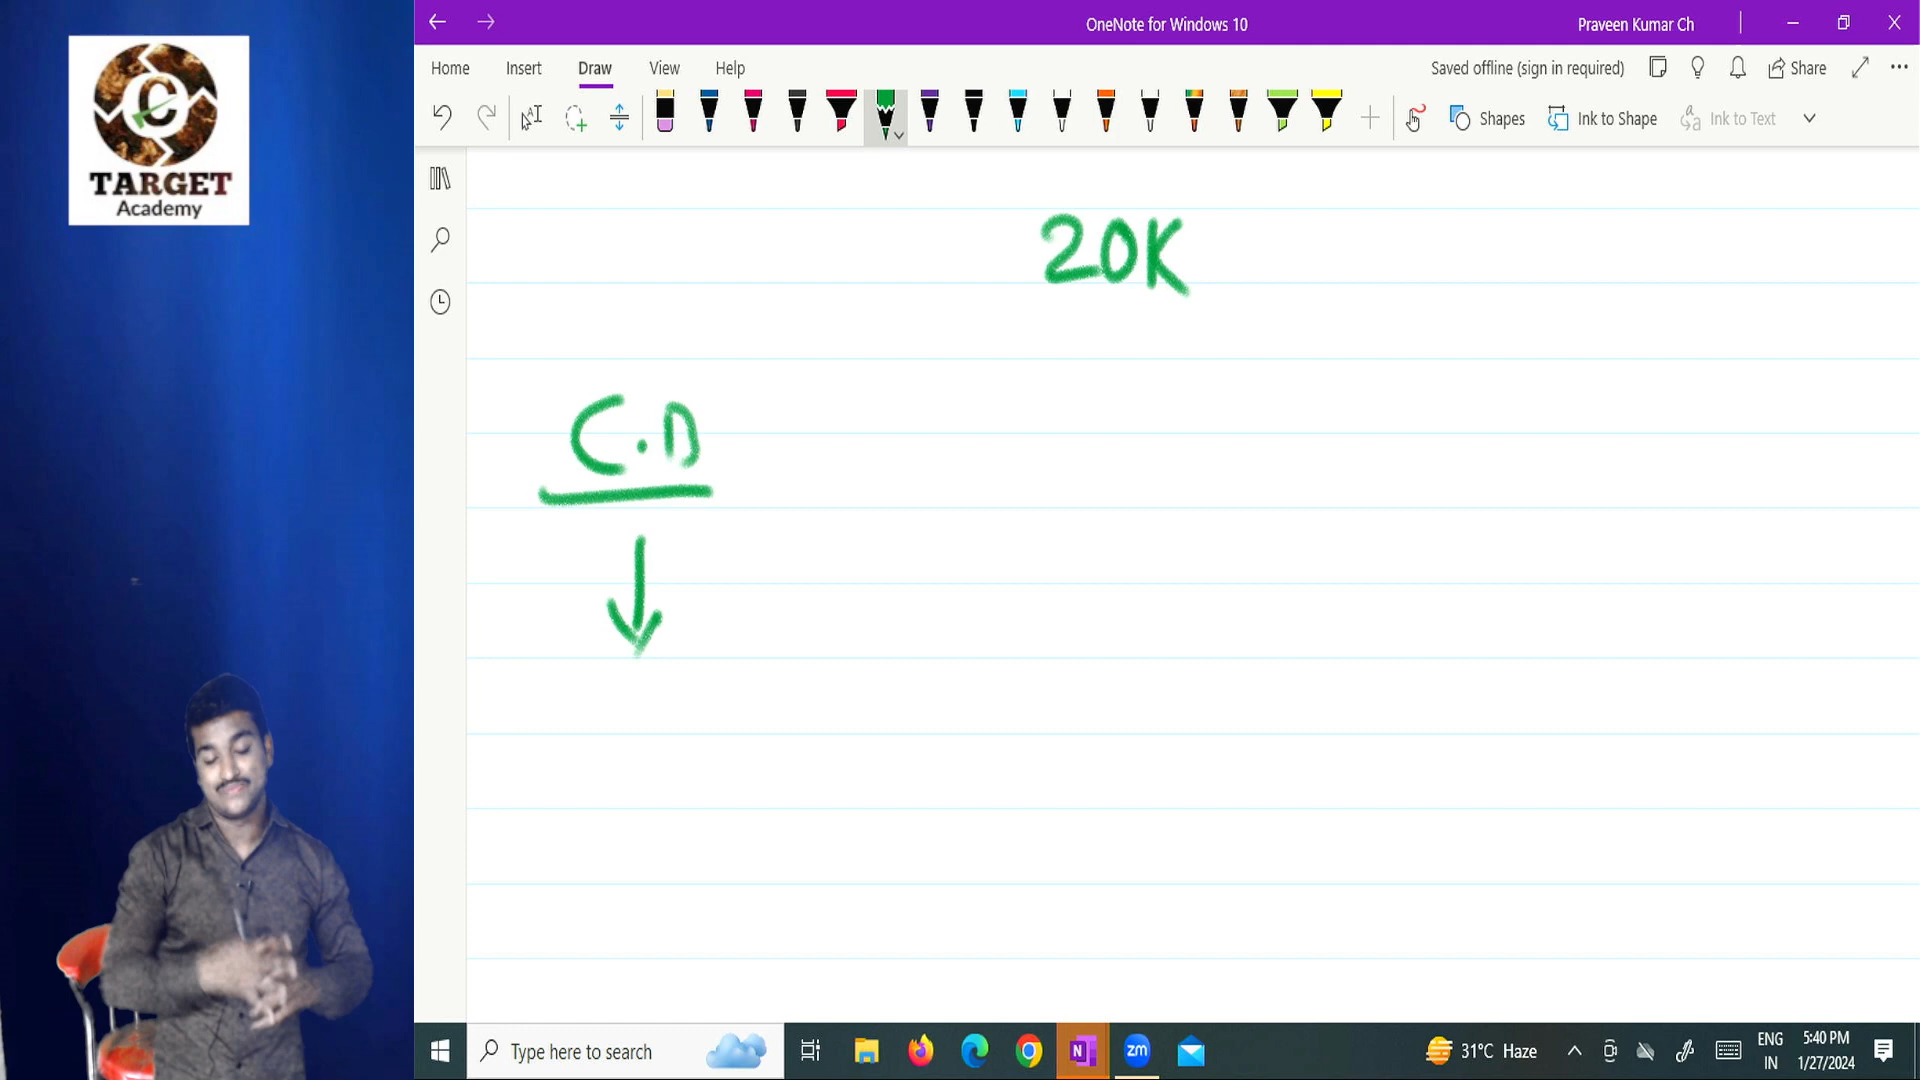 OneNote for Windows 10
Praveen Kumar Ch
TARGET
Academy
Home Insert Draw View Help
Saved offline (sign in required) Share
Shapes Ink to Shape Ink to Text
20K
C.D
Type here to search
zm
31°C Haze
ENG
IN
5:40 PM
1/27/2024